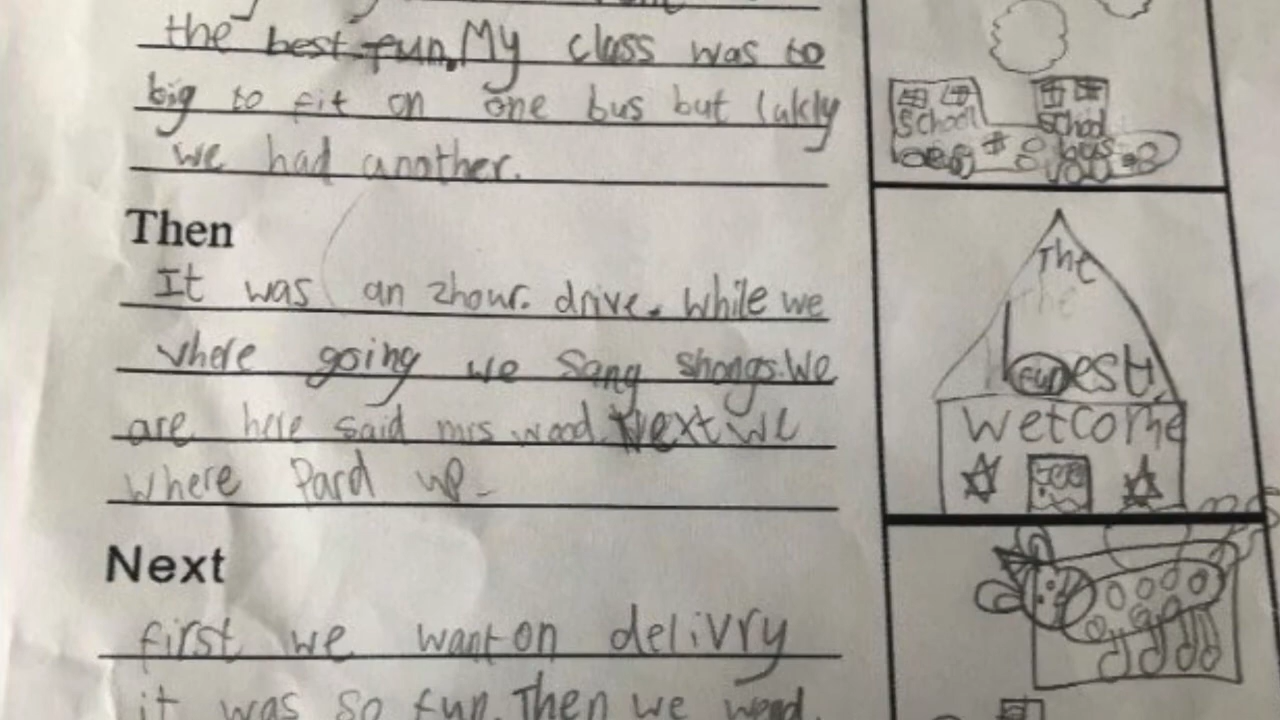 the best fun. My class was to
big to fit on one bus but lukly
we had another.
Then
It was an 2hour. drive. While we
where going we sang shongs. We
are here said mrs wood. Next we
where Pard up.
Next
first we want on delivry
it was so fun. Then we wend.
School
School
bus
The
fun
est
welcome